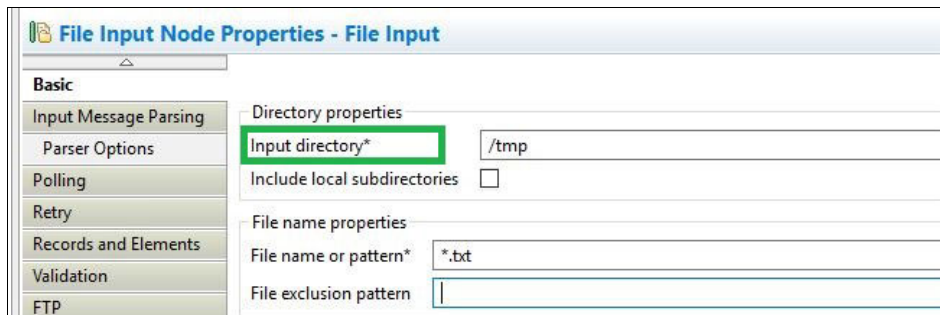 File Input Node Properties - File Input
Basic
Input Message Parsing
Parser Options
Polling
Retry
Records and Elements
Validation
FTP
Directory properties
Input directory* /tmp
Include local subdirectories
File name properties
File name or pattern* *.txt
File exclusion pattern